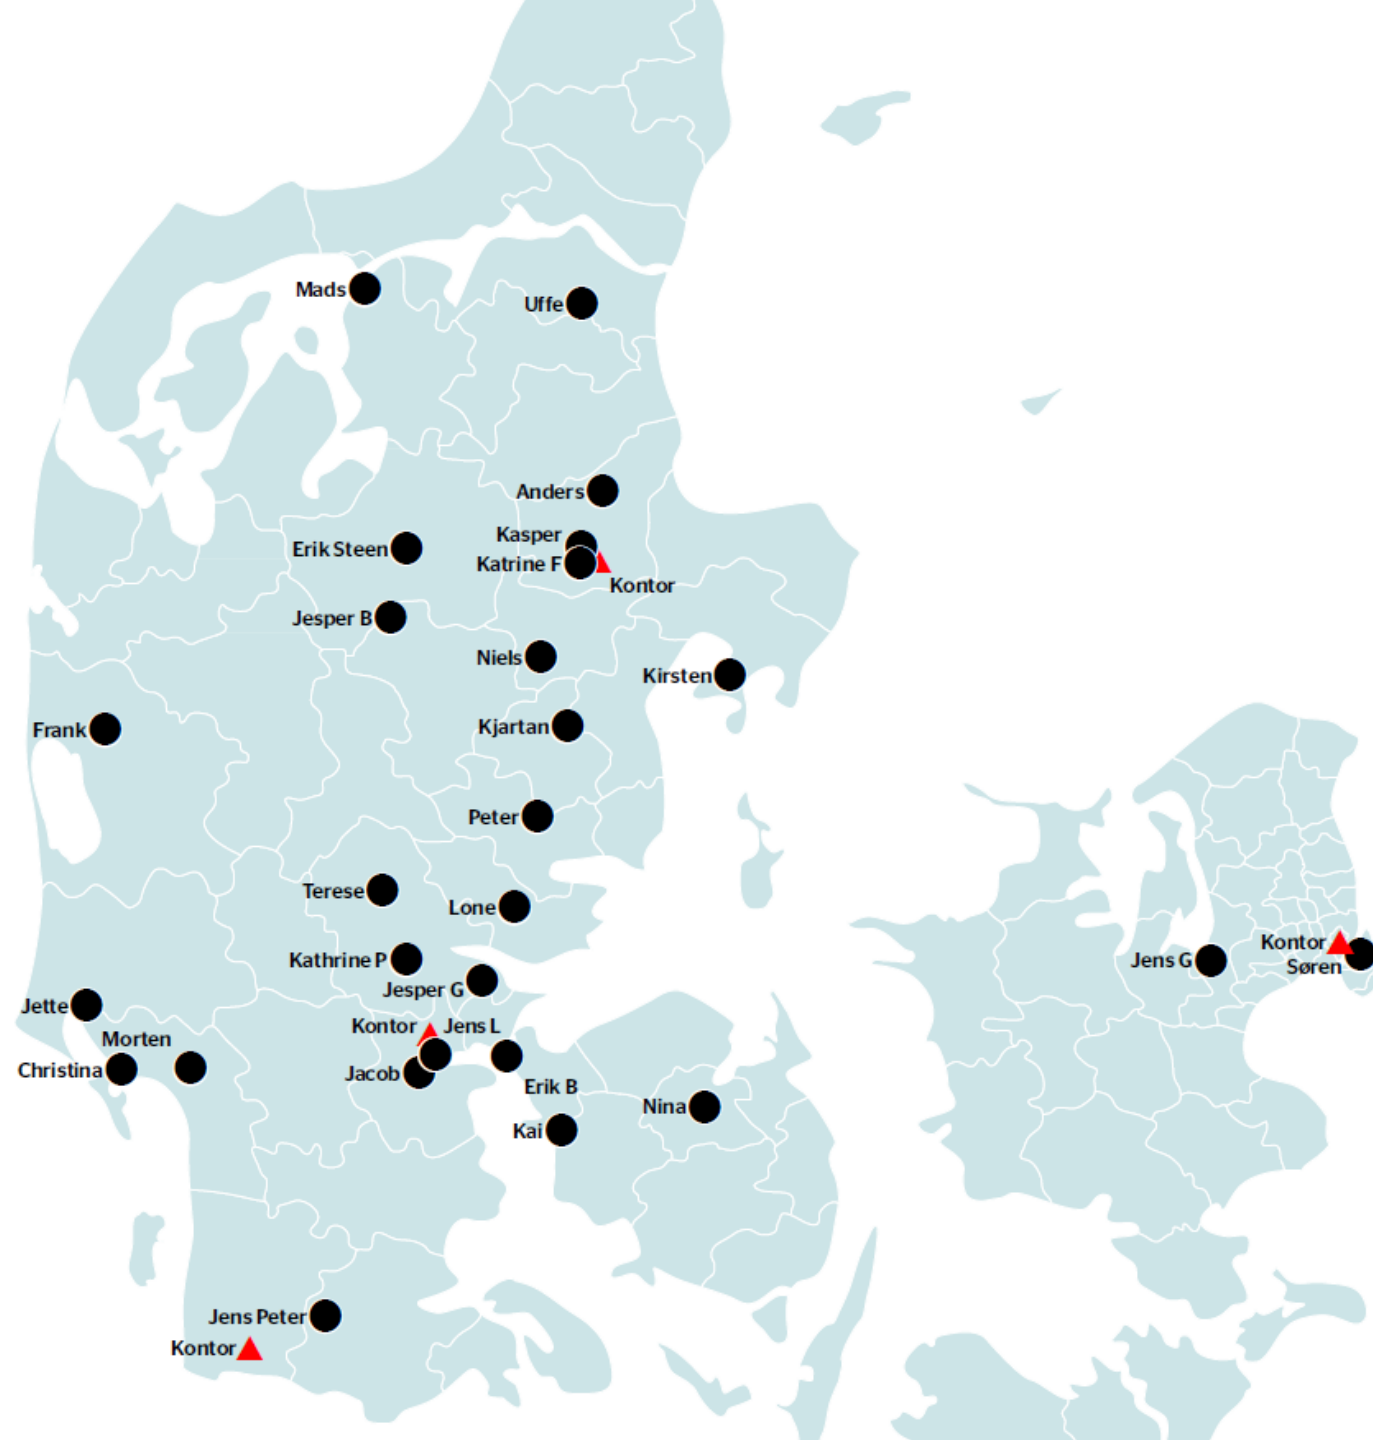 Mads
Uffe
Anders
Kasper
Erik Steen
Katrine F
Kontor
Jesper B
Niels
Kirsten
Frank
Kjartan
Peter
Terese
Lone
Kontor
Kathrine P
Jens G
Søren
Jesper G
Jette
Kontor
Jens L
Morten
Christina
Jacob
Erik B
Nina
Kai
Jens Peter
Kontor